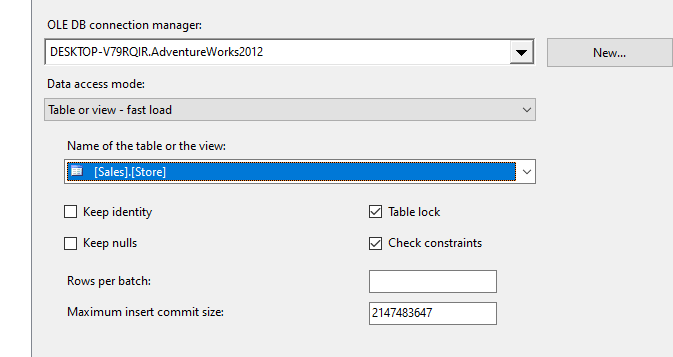 OLE DB connection manager:
DESKTOP-V79RQIR.AdventureWorks2012
New...
Data access mode:
Table or view - fast load
Name of the table or the view:
[Sales].[Store]
Keep identity
Table lock
Keep nulls
Check constraints
Rows per batch:
Maximum insert commit size:
2147483647